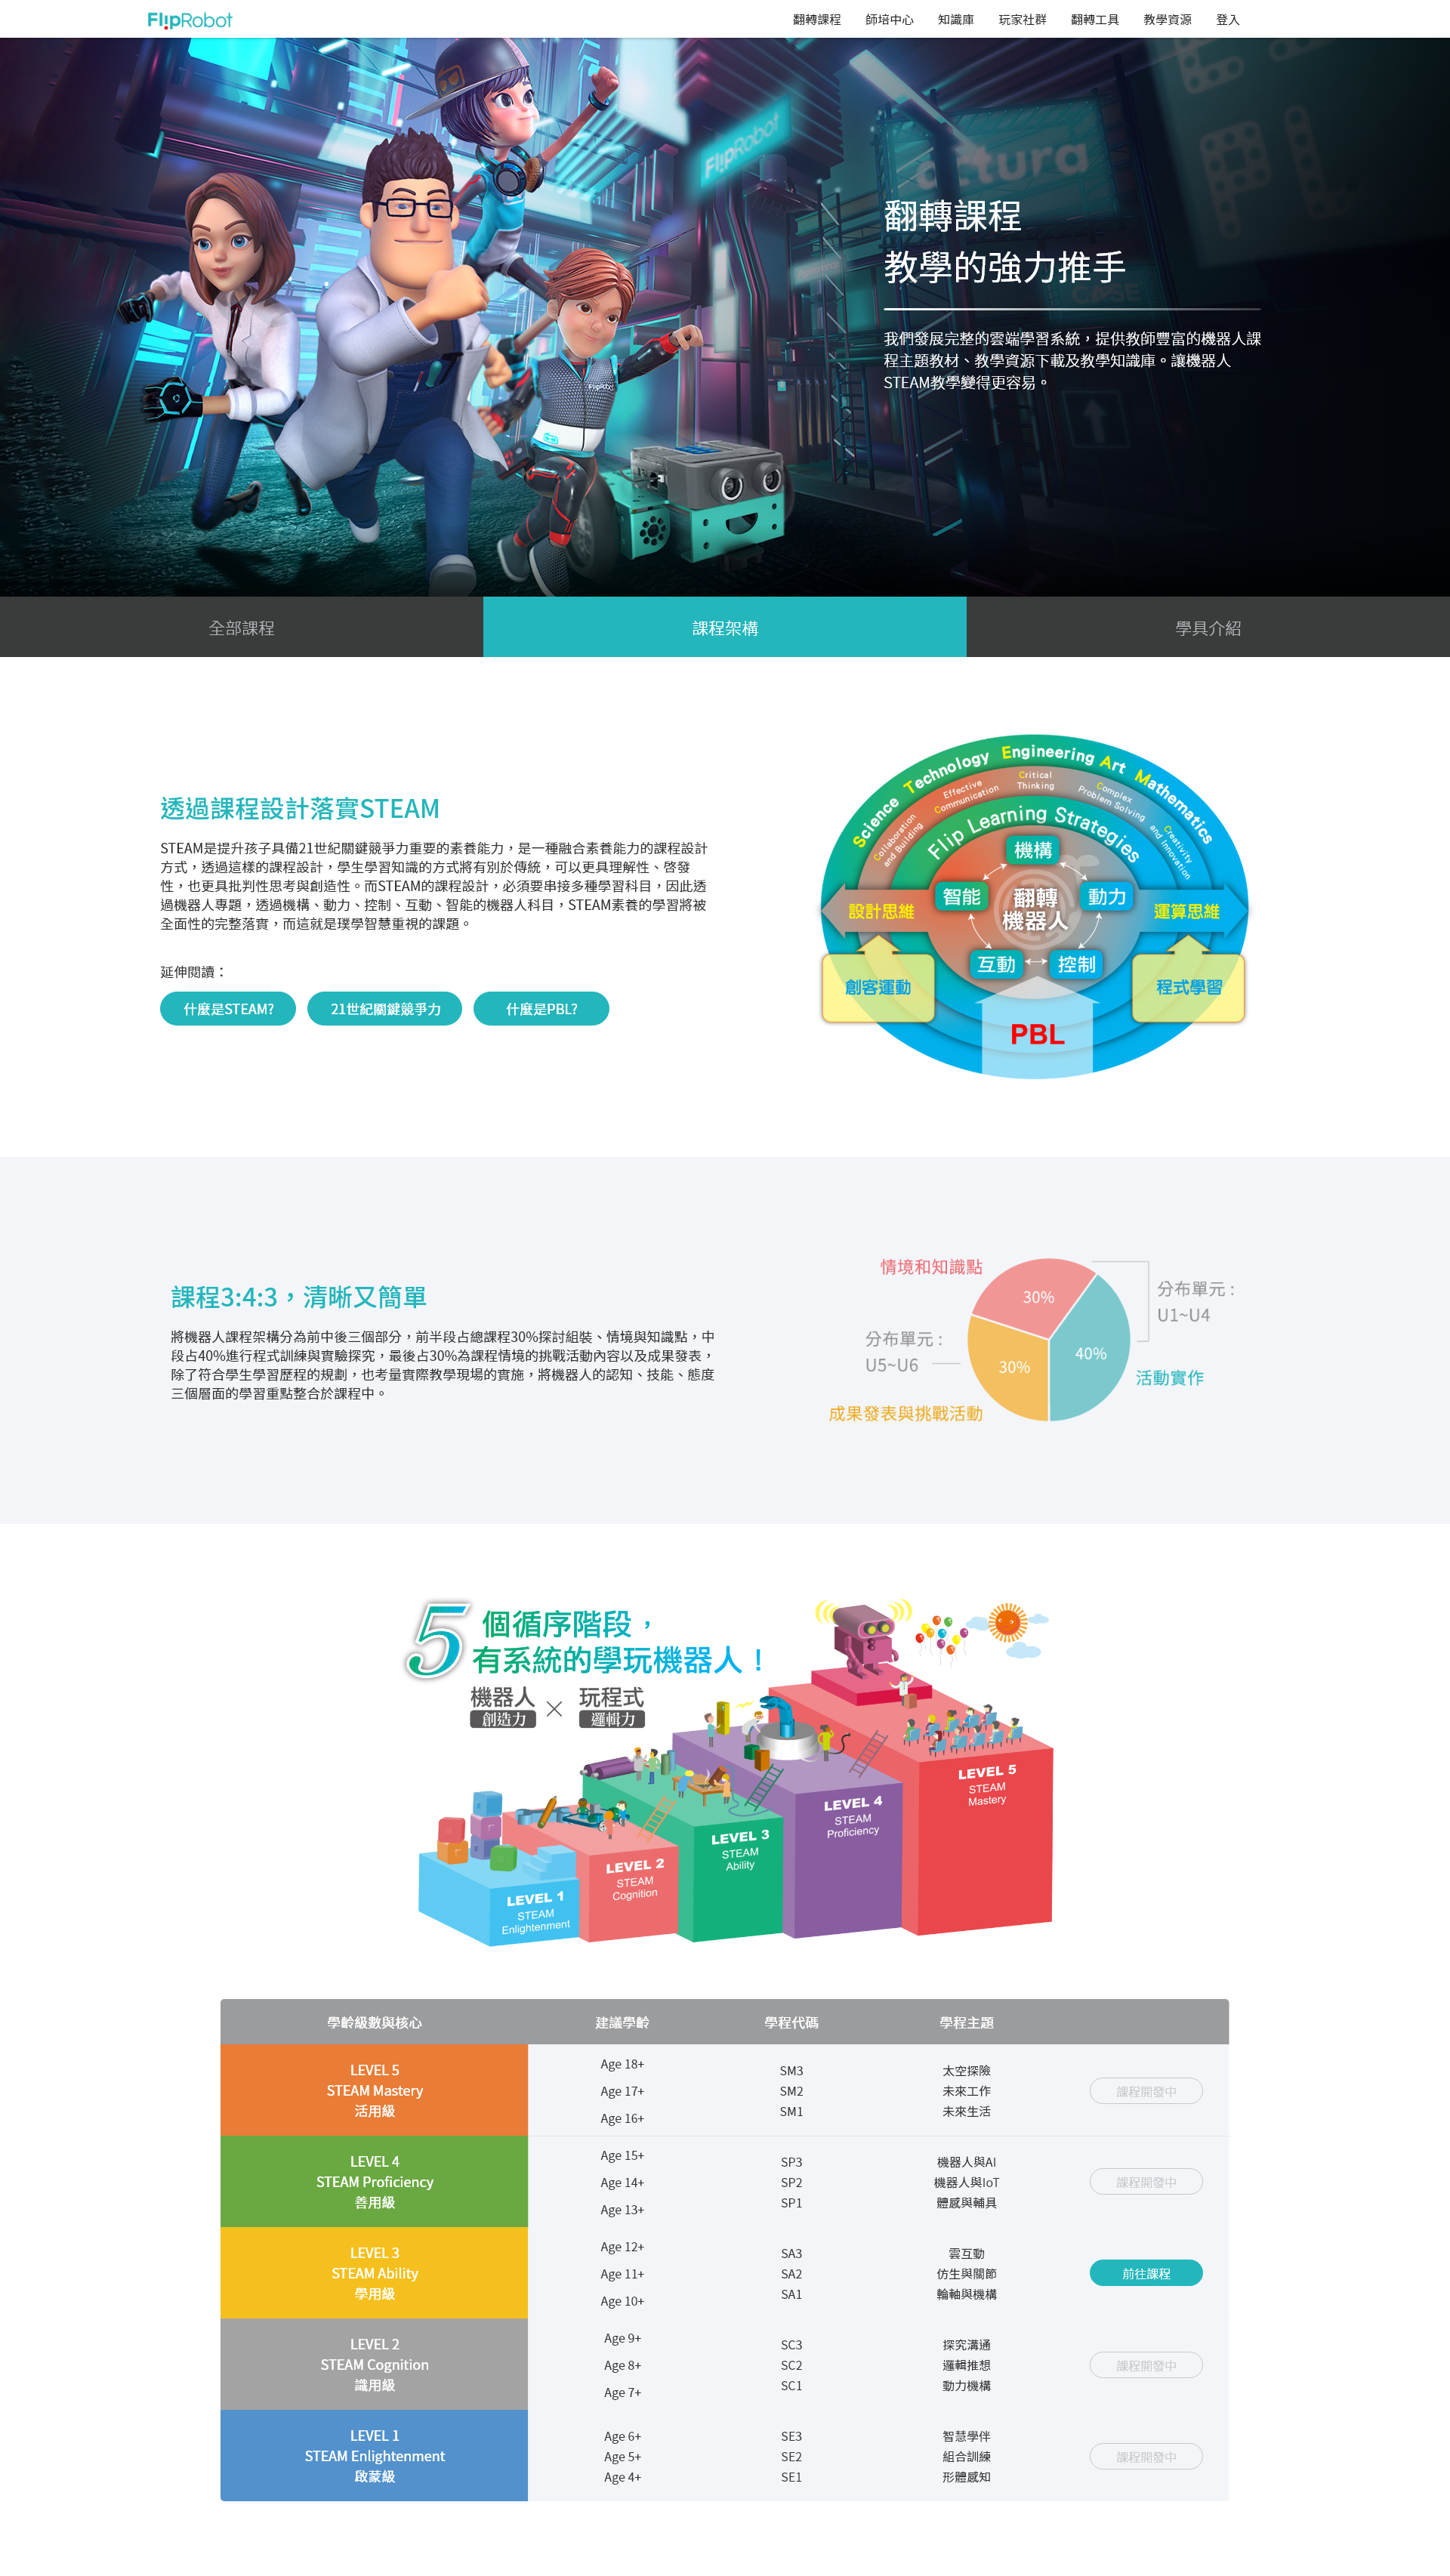 FlipRobot
翻轉課程 師培中心 知識庫 玩家社群 翻轉工具 教學資源 登入
FlipRobot
翻轉課程
教學的強力推手
我們發展完整的雲端學習系統，提供教師豐富的機器人課
程主題教材、教學資源下載及教學知識庫。讓機器人
STEAM教學變得更容易。
全部課程 課程架構 學具介紹
透過課程設計落實STEAM
STEAM是提升孩子具備21世紀關鍵競爭力重要的素養能力，是一種融合素養能力的課程設計
方式，透過這樣的課程設計，學生學習知識的方式將有別於傳統，可以更具理解性、啓發
性，也更具批判性思考與創造性。而STEAM的課程設計，必須要串接多種學習科目，因此透
過機器人專題，透過機構、動力、控制、互動、智能的機器人科目，STEAM素養的學習將被
全面性的完整落實，而這就是璞學智慧重視的課題。
延伸閱讀：
什麼是STEAM? 21世紀關鍵競爭力 什麼是PBL?
Science Technology Engineering Art Mathematics
Collaboration and Building
Effective Communication
Critical Thinking
Complex Problem Solving
Creativity and Innovation
Flip Learning Strategies
機構
智能
翻轉
機器人
動力
互動
控制
設計思維
運算思維
創客運動
程式學習
PBL
課程3:4:3，清晰又簡單
將機器人課程架構分為前中後三個部分，前半段占總課程30%探討組裝、情境與知識點，中
段占40%進行程式訓練與實驗探究，最後占30%為課程情境的挑戰活動內容以及成果發表，
除了符合學生學習歷程的規劃，也考量實際教學現場的實施，將機器人的認知、技能、態度
三個層面的學習重點整合於課程中。
情境和知識點
30%
分布單元 :
U1~U4
分布單元 :
U5~U6
30%
40%
活動實作
成果發表與挑戰活動
5個循序階段，
有系統的學玩機器人！
機器人 × 玩程式
創造力 邏輯力
LEVEL 5
STEAM
Mastery
LEVEL 4
STEAM
Proficiency
LEVEL 3
STEAM
Ability
LEVEL 2
STEAM
Cognition
LEVEL 1
STEAM
Enlightenment
學齡級數與核心 建議學齡 學程代碼 學程主題
LEVEL 5
STEAM Mastery
活用級
Age 18+ SM3 太空探險
Age 17+ SM2 未來工作
Age 16+ SM1 未來生活
課程開發中
LEVEL 4
STEAM Proficiency
善用級
Age 15+ SP3 機器人與AI
Age 14+ SP2 機器人與IoT
Age 13+ SP1 體感與輔具
課程開發中
LEVEL 3
STEAM Ability
學用級
Age 12+ SA3 雲互動
Age 11+ SA2 仿生與關節
Age 10+ SA1 輪軸與機構
前往課程
LEVEL 2
STEAM Cognition
識用級
Age 9+ SC3 探究溝通
Age 8+ SC2 邏輯推想
Age 7+ SC1 動力機構
課程開發中
LEVEL 1
STEAM Enlightenment
啟蒙級
Age 6+ SE3 智慧學伴
Age 5+ SE2 組合訓練
Age 4+ SE1 形體感知
課程開發中